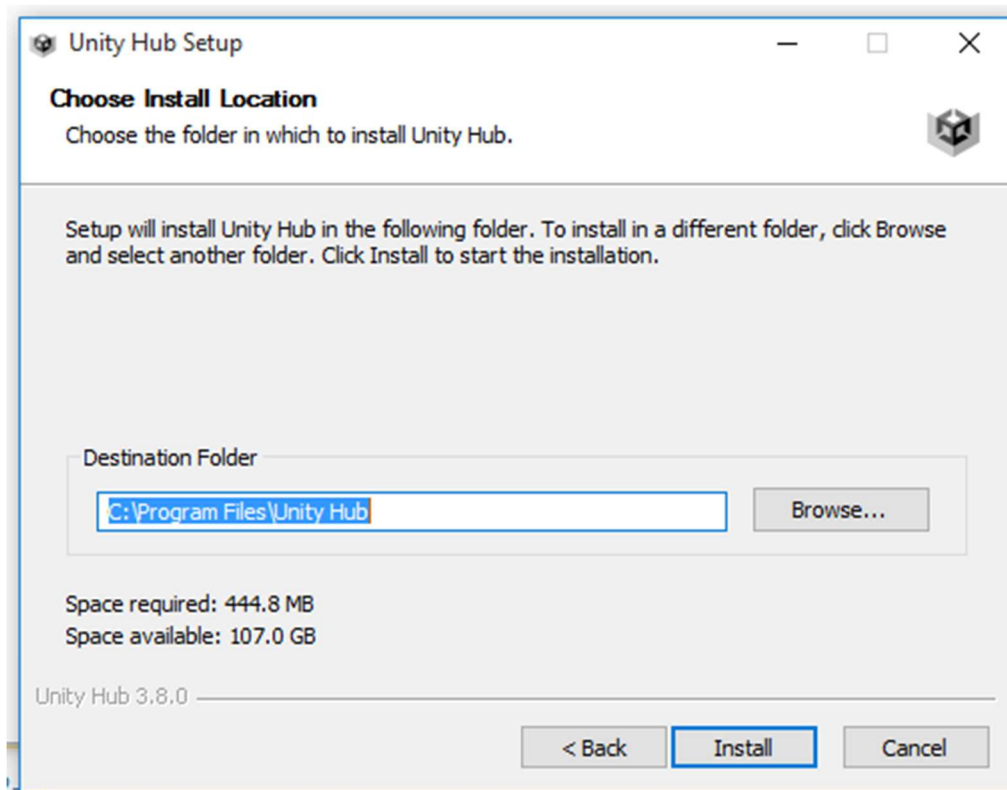 Unity Hub Setup
Choose Install Location
Choose the folder in which to install Unity Hub.
Setup will install Unity Hub in the following folder. To install in a different folder, click Browse
and select another folder. Click Install to start the installation.
Destination Folder
C:\Program Files\Unity Hub
Browse...
Space required: 444.8 MB
Space available: 107.0 GB
Unity Hub 3.8.0
< Back
Install
Cancel